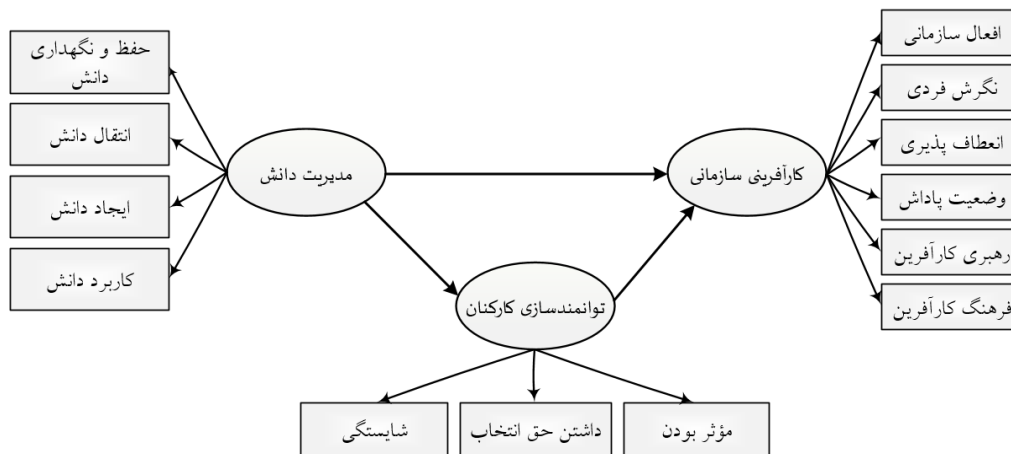 افعال سازمانی
نگرش فردی
انعطاف پذیری
وضعیت پاداش
رهبری کارآفرین
فرهنگ کارآفرین
کارآفرینی سازمانی
مدیریت دانش
توانمندسازی کارکنان
حفظ و نگهداری
دانش
انتقال دانش
ایجاد دانش
کاربرد دانش
مؤثر بودن
داشتن حق انتخاب
شایستگی